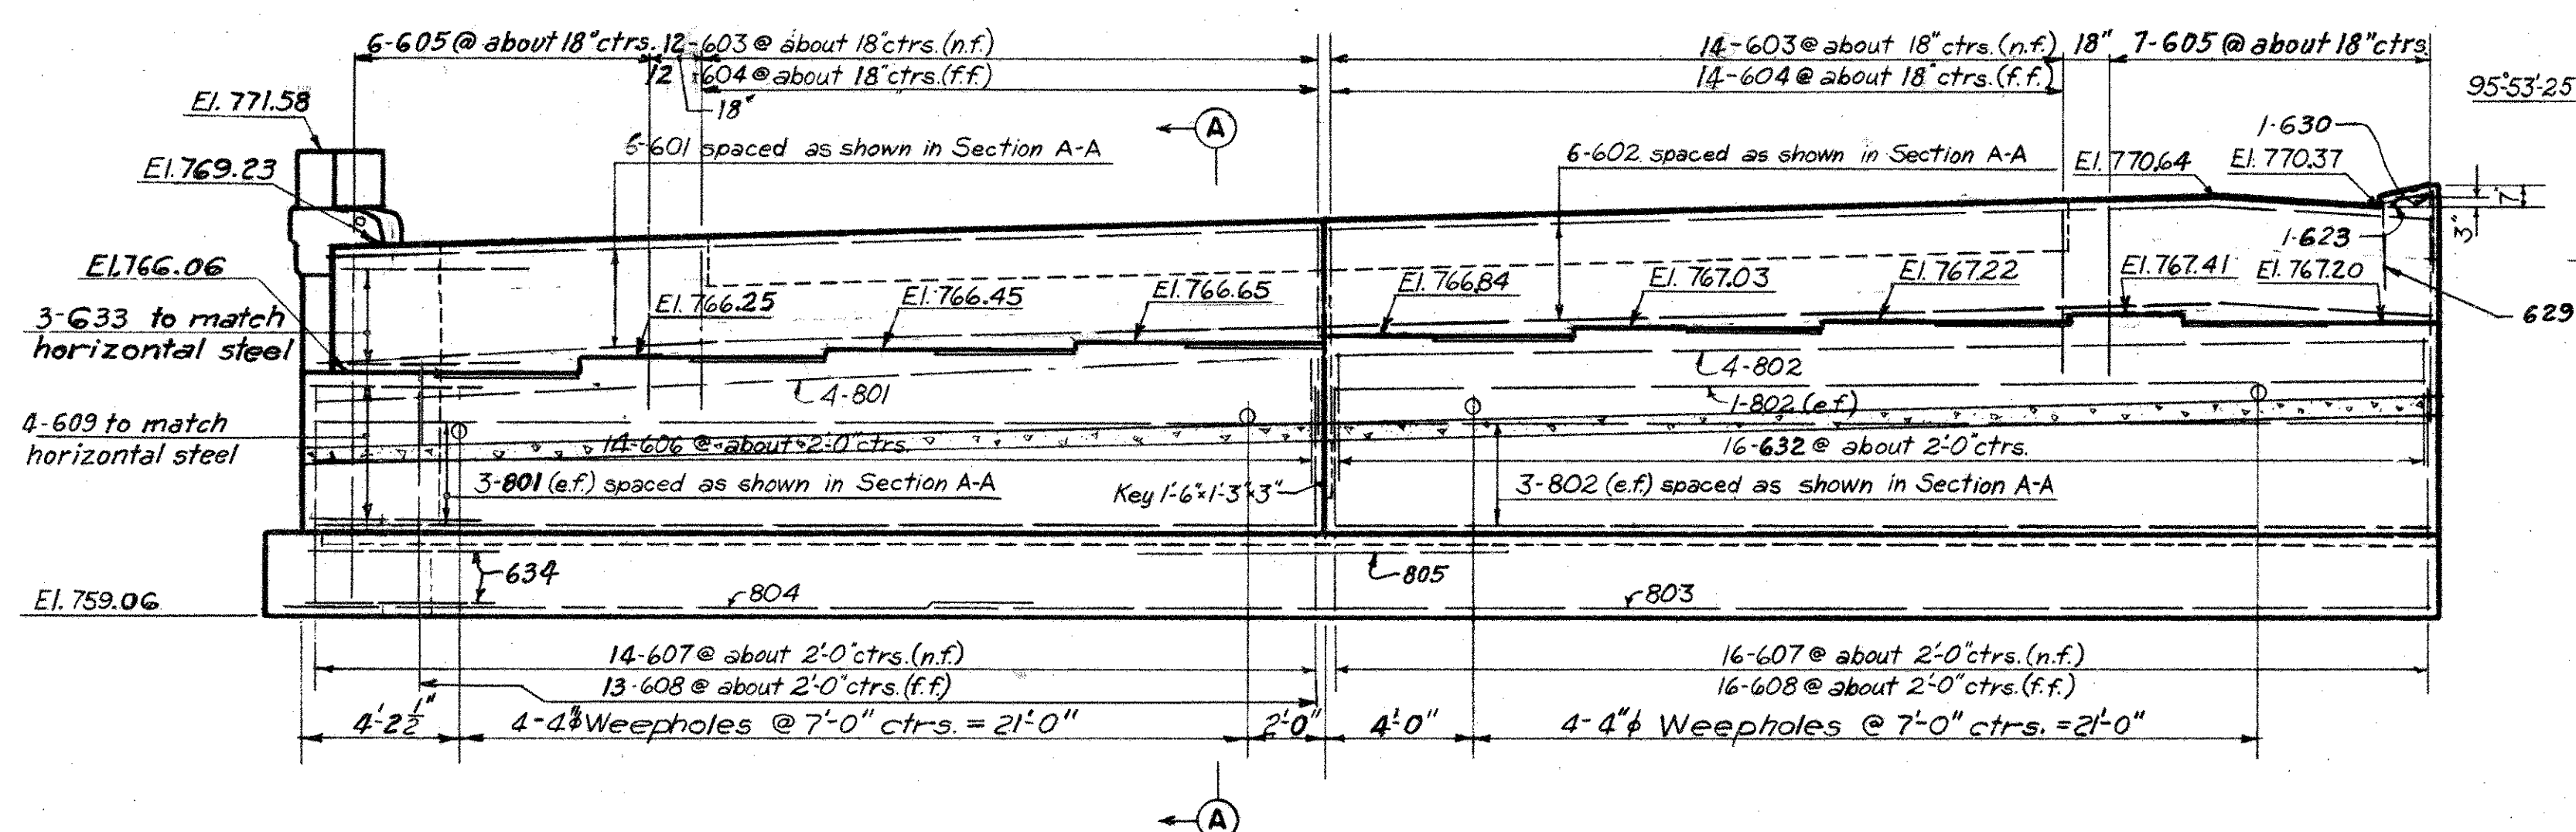 6-605 @ about 18" ctrs. 12-603 @ about 18" ctrs. (n.f.)
14-603 @ about 18" ctrs. (n.f.) 18" 7-605 @ about 18" ctrs.
12-604 @ about 18" ctrs. (f.f.)
14-604 @ about 18" ctrs. (f.f.)
95°-53'-25
El. 771.58
18"
A
1-630
6-601 spaced as shown in Section A-A
6-602 spaced as shown in Section A-A
El. 770.64
El. 770.37
El. 769.23
7"
3"
1-623
El. 766.06
El. 766.25
El. 766.45
El. 766.65
El. 766.84
El. 767.03
El. 767.22
El. 767.41
El. 767.20
629
3-633 to match
horizontal steel
4-801
4-802
1-802 (e.f.)
4-609 to match
horizontal steel
14-606 @ about 2'-0" ctrs.
16-632 @ about 2'-0" ctrs.
3-801 (e.f.) spaced as shown in Section A-A
Key 1'-6"x1'-3"x3"
3-802 (e.f.) spaced as shown in Section A-A
634
805
El. 759.06
804
803
14-607 @ about 2'-0" ctrs. (n.f.)
16-607 @ about 2'-0" ctrs. (n.f.)
13-608 @ about 2'-0" ctrs. (f.f.)
16-608 @ about 2'-0" ctrs. (f.f.)
4'-2 1/2"
4-4"ϕ Weepholes @ 7'-0" ctrs. = 21'-0"
2'-0"
4'-0"
4-4"ϕ Weepholes @ 7'-0" ctrs. = 21'-0"
A